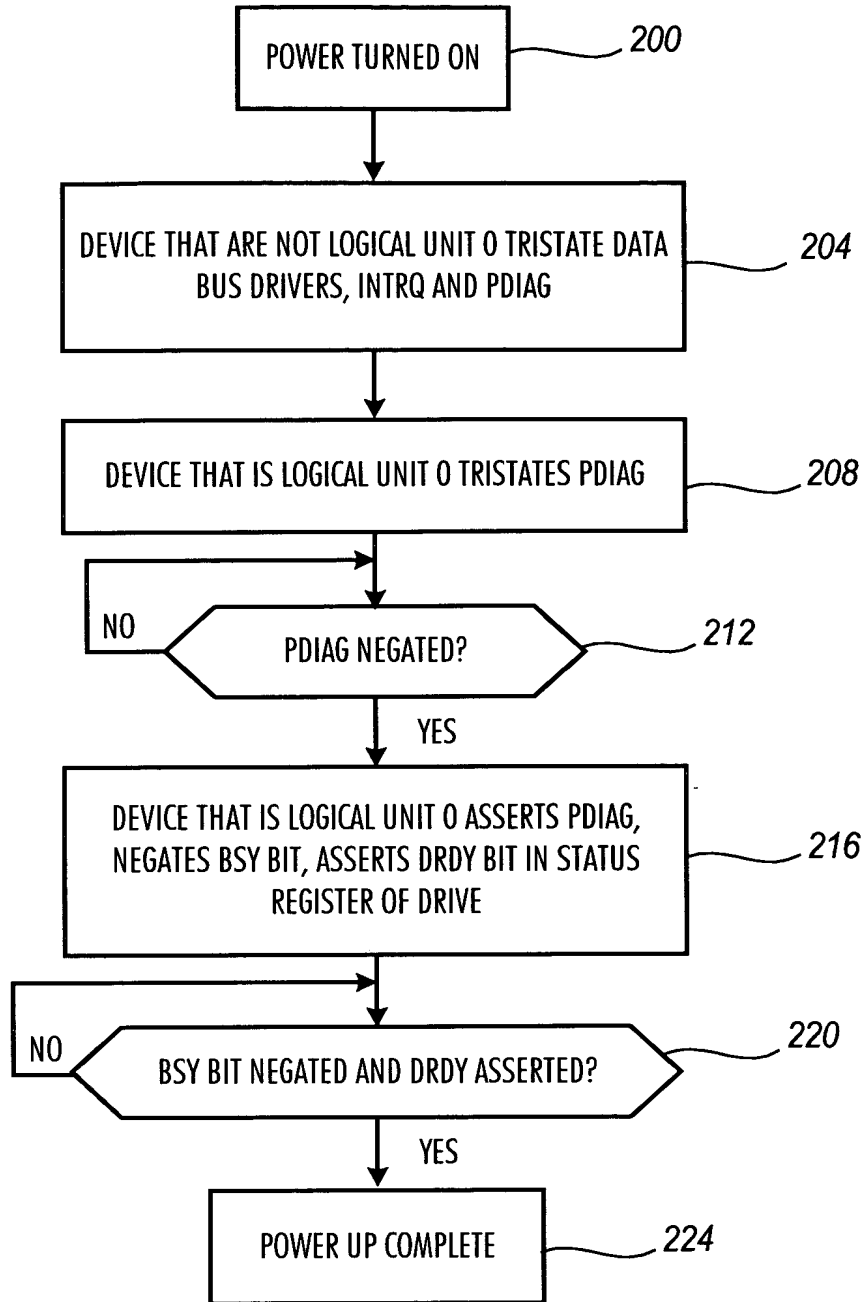 POWER TURNED ON
200
DEVICE THAT ARE NOT LOGICAL UNIT 0 TRISTATE DATA
BUS DRIVERS, INTRQ AND PDIAG
204
DEVICE THAT IS LOGICAL UNIT 0 TRISTATES PDIAG
208
NO
PDIAG NEGATED?
212
YES
DEVICE THAT IS LOGICAL UNIT 0 ASSERTS PDIAG,
NEGATES BSY BIT, ASSERTS DRDY BIT IN STATUS
REGISTER OF DRIVE
216
NO
BSY BIT NEGATED AND DRDY ASSERTED?
220
YES
POWER UP COMPLETE
224